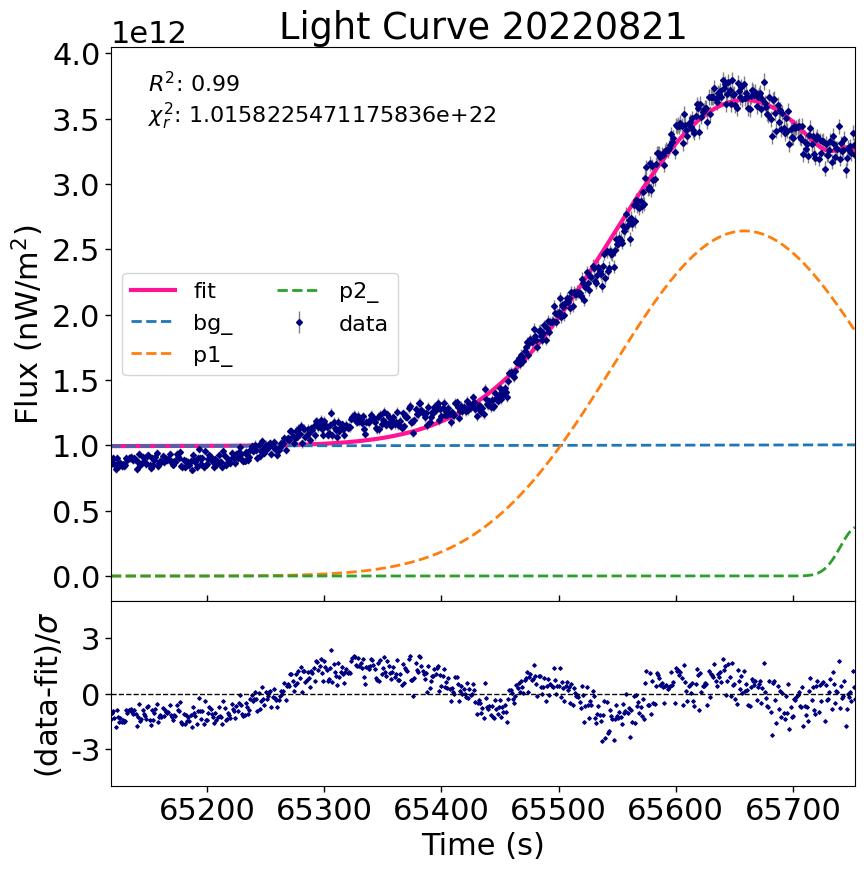 Light Curve 20220821
1e12
R²: 0.99
χ²ᵣ: 1.0158225471175836e+22
4.0
3.5
3.0
2.5
2.0
1.5
1.0
0.5
0.0
Flux (nW/m²)
fit
bg_
p1_
p2_
data
3
0
-3
(data-fit)/σ
65200 65300 65400 65500 65600 65700
Time (s)